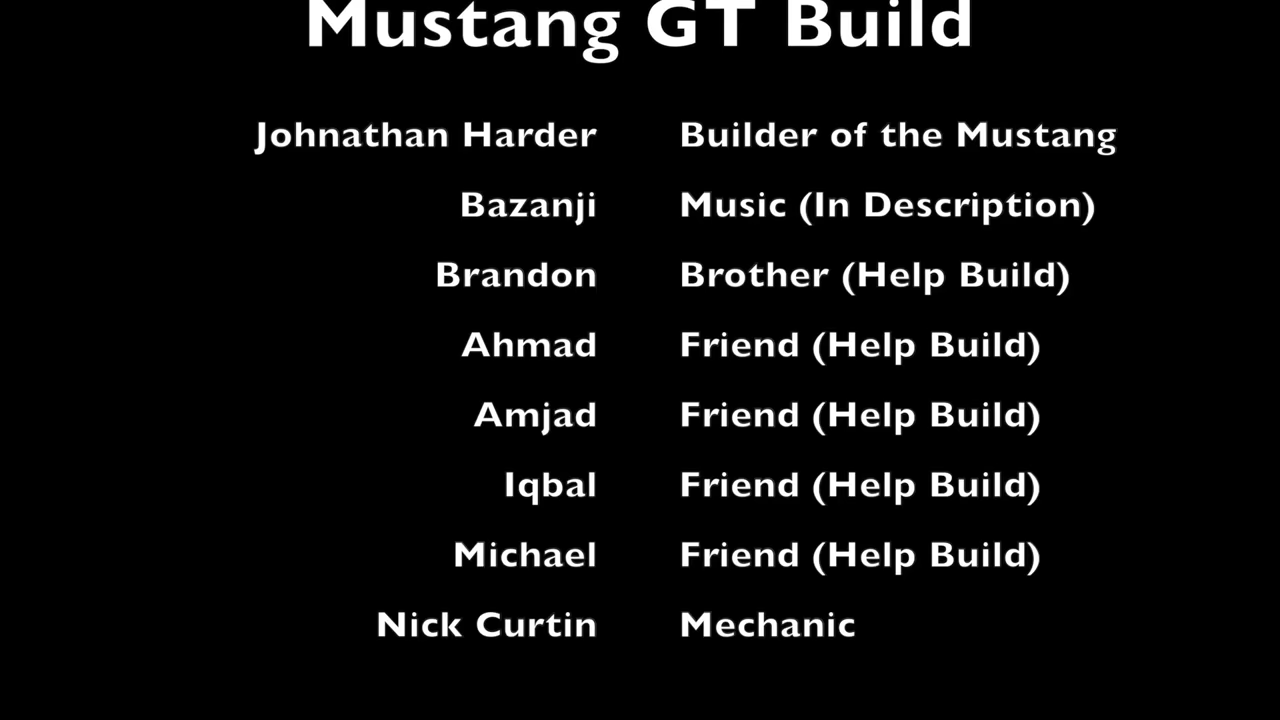 Mustang GT Build
Johnathan Harder Builder of the Mustang
Bazanji Music (In Description)
Brandon Brother (Help Build)
Ahmad Friend (Help Build)
Amjad Friend (Help Build)
Iqbal Friend (Help Build)
Michael Friend (Help Build)
Nick Curtin Mechanic